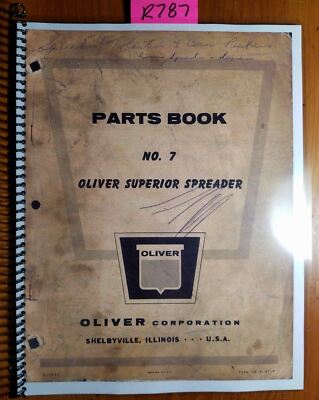 R787
PARTS BOOK
NO. 7
OLIVER SUPERIOR SPREADER
OLIVER
OLIVER CORPORATION
SHELBYVILLE, ILLINOIS · · · U.S.A.